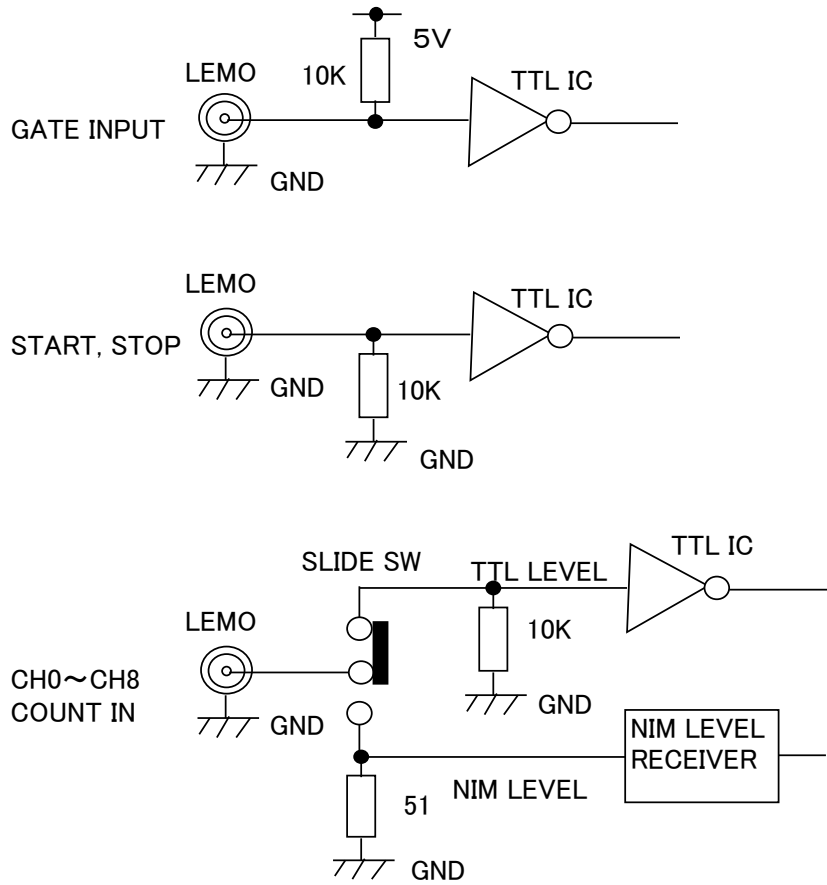 5V
10K
LEMO
TTL IC
GATE INPUT
GND
LEMO
TTL IC
START, STOP
GND
10K
GND
SLIDE SW
TTL LEVEL
TTL IC
LEMO
10K
CH0～CH8
COUNT IN
GND
GND
NIM LEVEL
RECEIVER
NIM LEVEL
51
GND